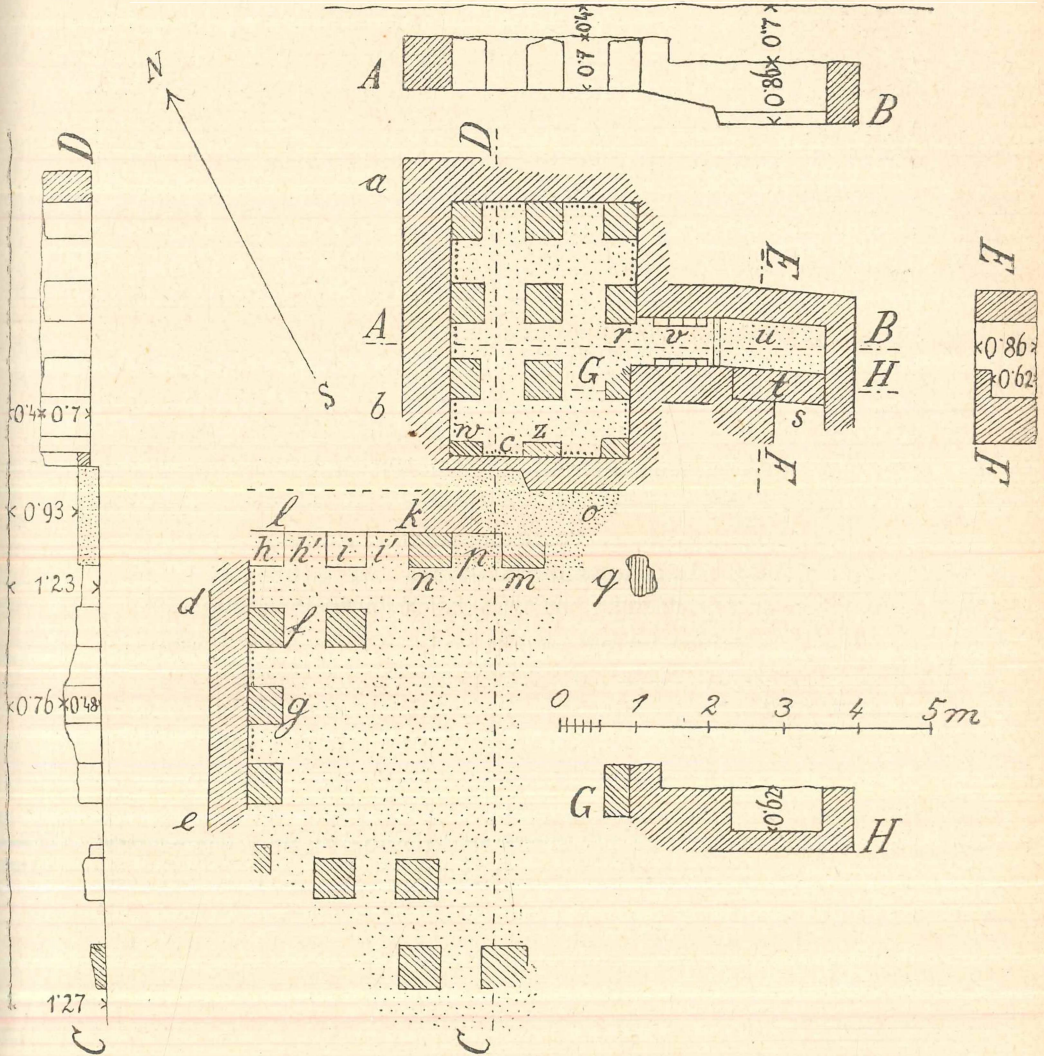 0·7 × 0·4
0·86 × 0·7
A
B
N
S
D
D
a
E
E
A
r
v
u
B
0·86
0·62
G
H
b
t
s
w
c
z
F
F
0·4 × 0·7
0·93
1·23
0·76 × 0·48
1·27
C
l
k
o
h
h'
i
i'
p
n
m
q
d
f
g
e
0 1 2 3 4 5 m
G
0·62
H
C